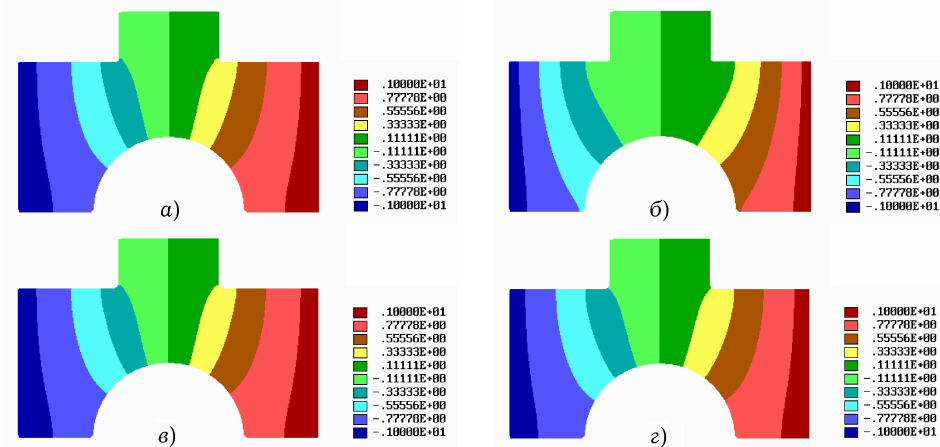 .10000E+01
.77778E+00
.55556E+00
.33333E+00
.11111E+00
-.11111E+00
-.33333E+00
-.55556E+00
-.77778E+00
-.10000E+01
а)
.10000E+01
.77778E+00
.55556E+00
.33333E+00
.11111E+00
-.11111E+00
-.33333E+00
-.55556E+00
-.77778E+00
-.10000E+01
б)
.10000E+01
.77778E+00
.55556E+00
.33333E+00
.11111E+00
-.11111E+00
-.33333E+00
-.55556E+00
-.77778E+00
-.10000E+01
в)
.10000E+01
.77778E+00
.55556E+00
.33333E+00
.11111E+00
-.11111E+00
-.33333E+00
-.55556E+00
-.77778E+00
-.10000E+01
г)